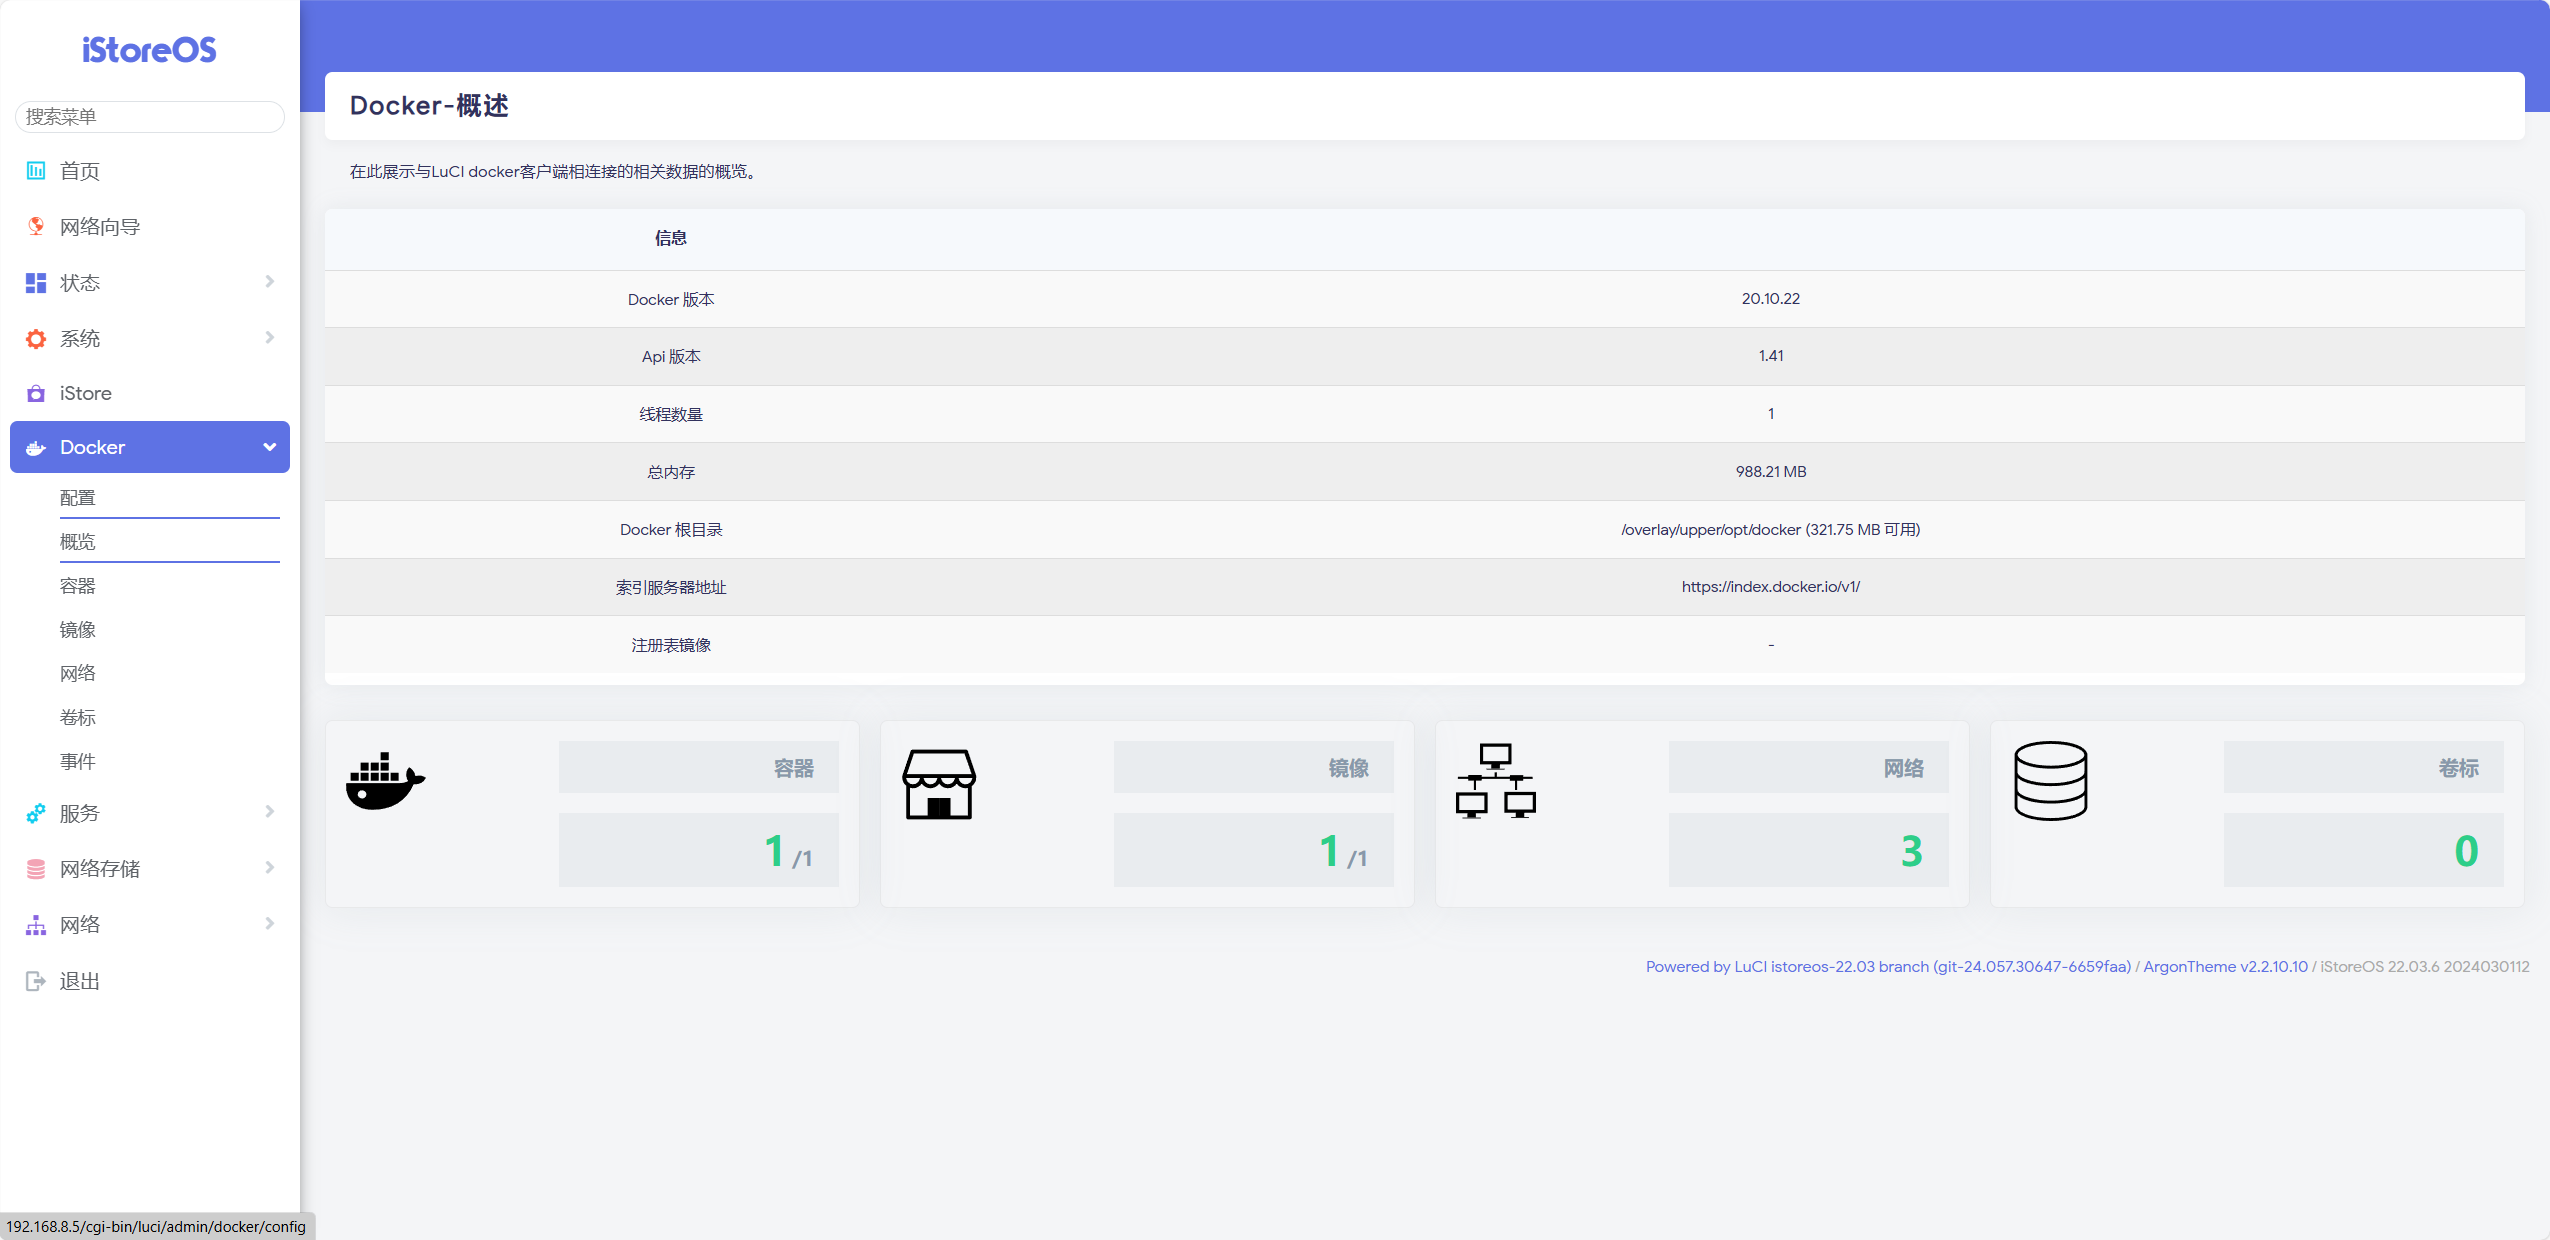 iStoreOS
搜索菜单
首页
网络向导
状态
系统
iStore
Docker
配置
概览
容器
镜像
网络
卷标
事件
服务
网络存储
网络
退出
192.168.8.5/cgi-bin/luci/admin/docker/config
Docker-概述
在此展示与LuCI docker客户端相连接的相关数据的概览。
信息
Docker 版本 20.10.22
Api 版本 1.41
线程数量 1
总内存 988.21 MB
Docker 根目录 /overlay/upper/opt/docker (321.75 MB 可用)
索引服务器地址 https://index.docker.io/v1/
注册表镜像 -
容器
1 /1
镜像
1 /1
网络
3
卷标
0
Powered by LuCI istoreos-22.03 branch (git-24.057.30647-6659faa) / ArgonTheme v2.2.10.10 / iStoreOS 22.03.6 2024030112